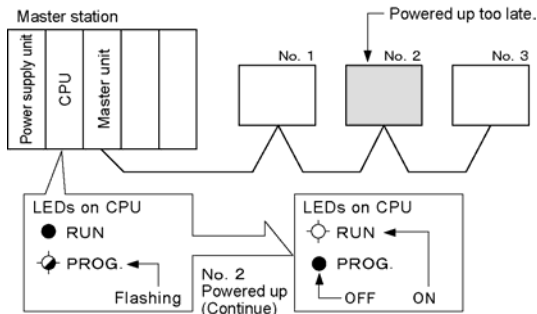 Master station
Powered up too late.
Power supply unit
CPU
Master unit
No. 1
No. 2
No. 3
LEDs on CPU
RUN
PROG.
Flashing
No. 2
Powered up
(Continue)
LEDs on CPU
RUN
PROG.
OFF
ON